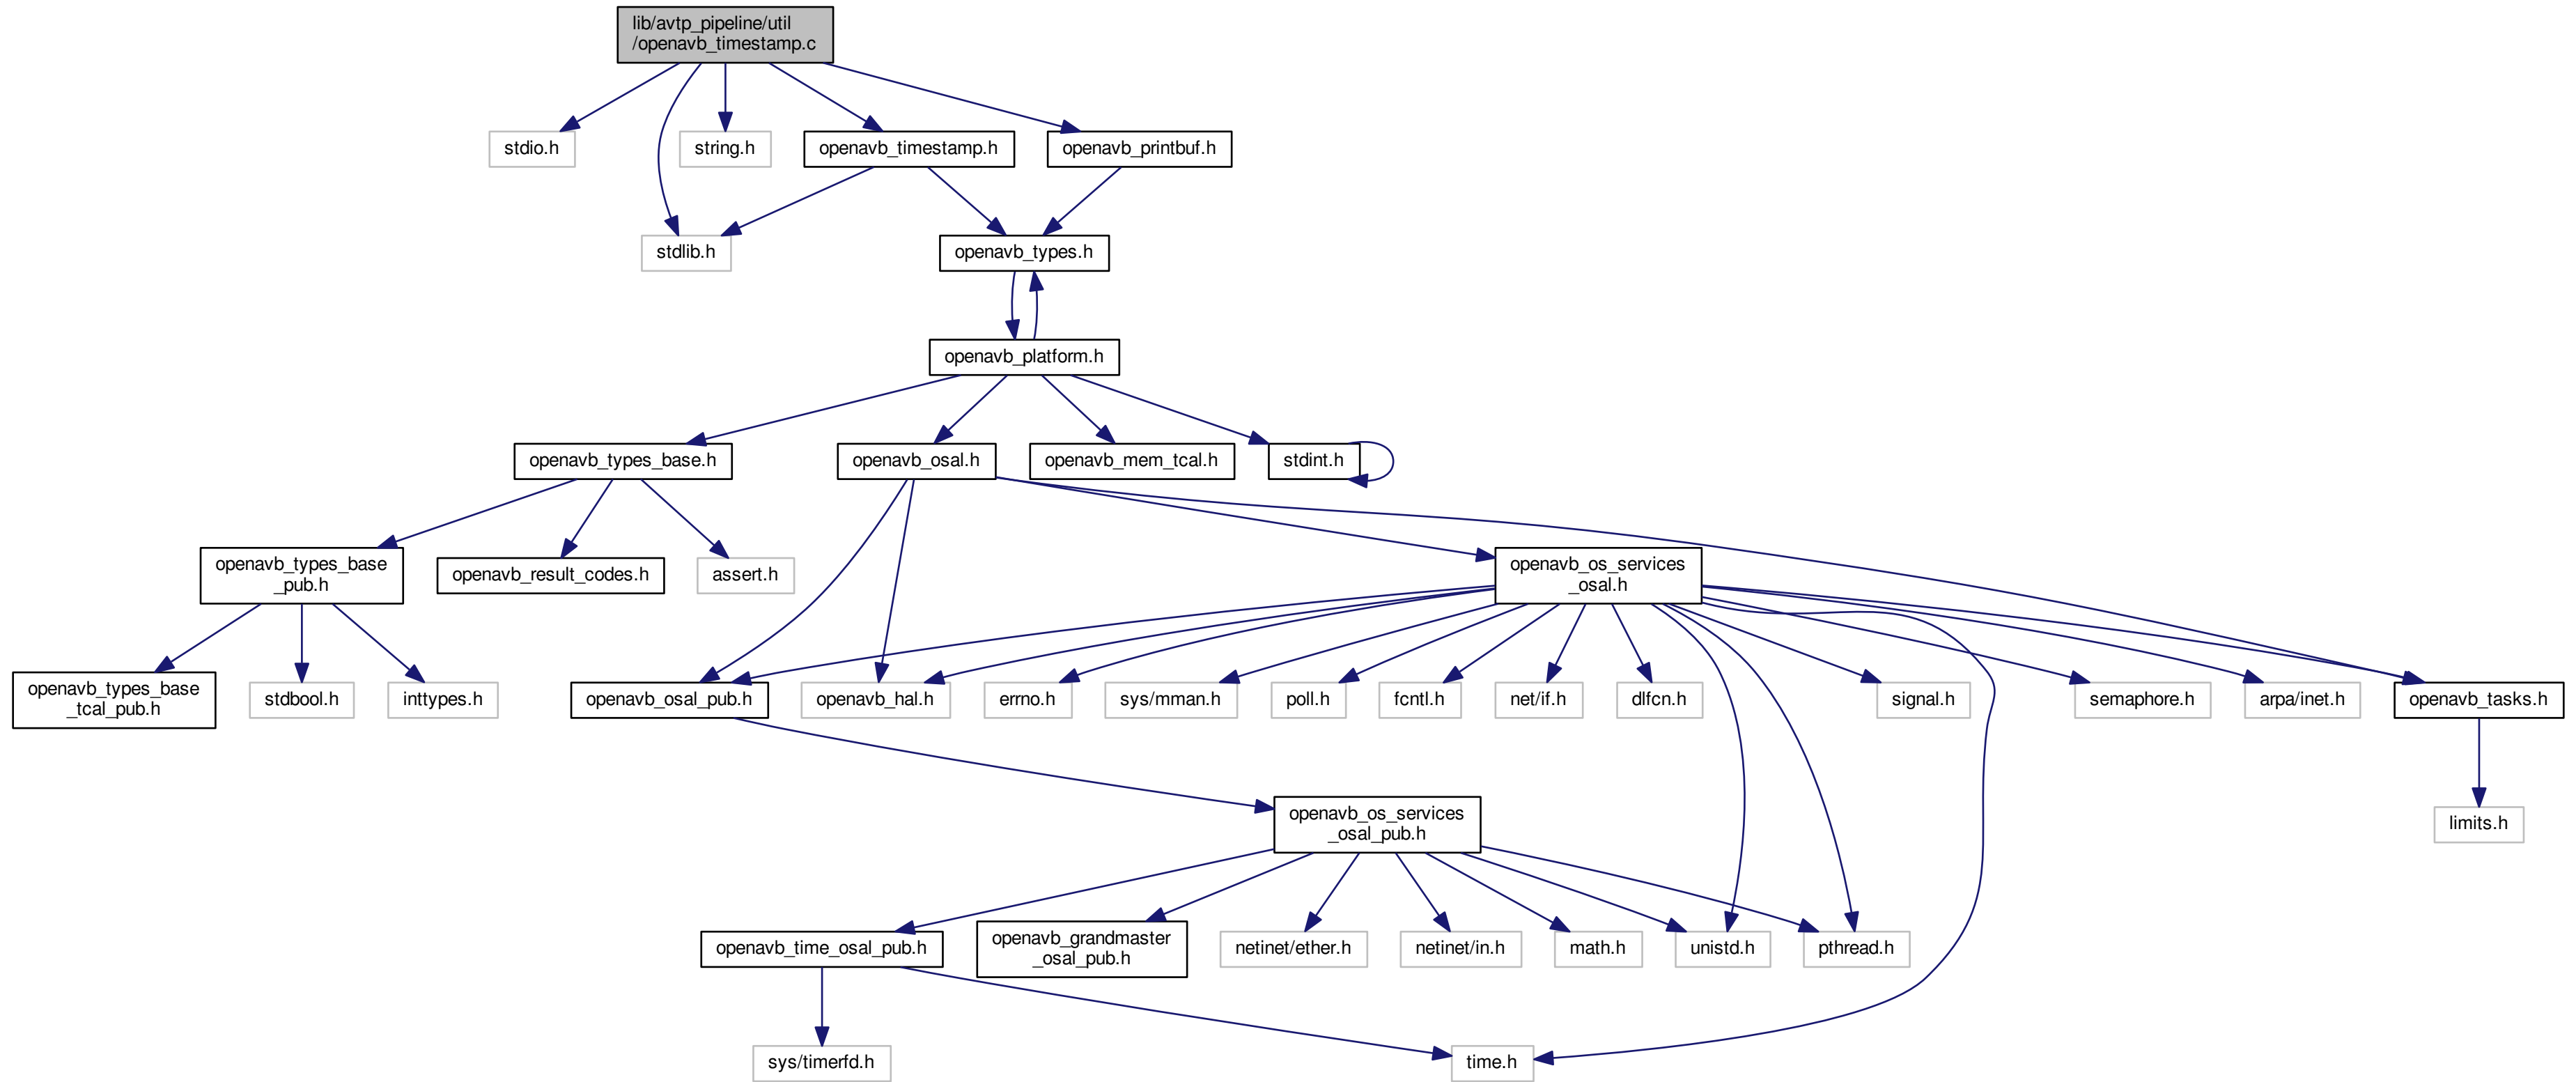 lib/avtp_pipeline/util
/openavb_timestamp.c
stdio.h
string.h
openavb_timestamp.h
openavb_printbuf.h
stdlib.h
openavb_types.h
openavb_platform.h
openavb_types_base.h
openavb_osal.h
openavb_mem_tcal.h
stdint.h
openavb_types_base
_pub.h
openavb_result_codes.h
assert.h
openavb_os_services
_osal.h
openavb_types_base
_tcal_pub.h
stdbool.h
inttypes.h
openavb_osal_pub.h
openavb_hal.h
errno.h
sys/mman.h
poll.h
fcntl.h
net/if.h
dlfcn.h
signal.h
semaphore.h
arpa/inet.h
openavb_tasks.h
openavb_os_services
_osal_pub.h
limits.h
openavb_time_osal_pub.h
openavb_grandmaster
_osal_pub.h
netinet/ether.h
netinet/in.h
math.h
unistd.h
pthread.h
sys/timerfd.h
time.h